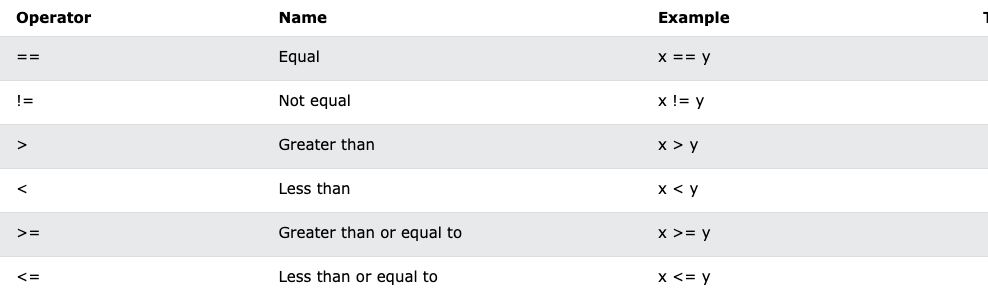 Operator Name Example
== Equal x == y
!= Not equal x != y
> Greater than x > y
< Less than x < y
>= Greater than or equal to x >= y
<= Less than or equal to x <= y